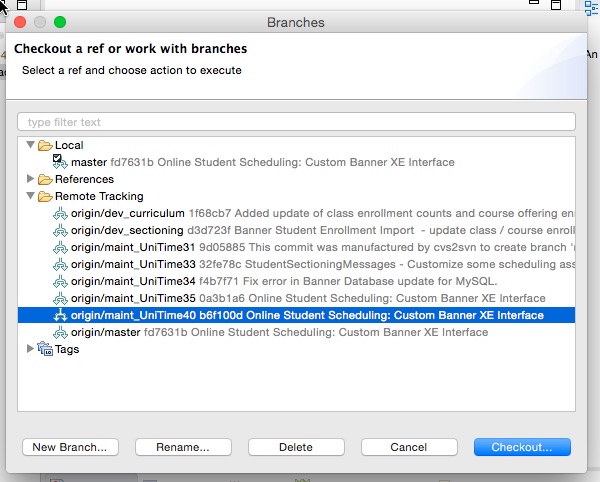 Branches
Checkout a ref or work with branches
Select a ref and choose action to execute
An
type filter text
Local
master fd7631b Online Student Scheduling: Custom Banner XE Interface
References
Remote Tracking
origin/dev_curriculum 1f68cb7 Added update of class enrollment counts and course offering en
origin/dev_sectioning d3d723f Banner Student Enrollment Import - update class / course enroll
origin/maint_UniTime31 9d05885 This commit was manufactured by cvs2svn to create branch 'm
origin/maint_UniTime33 32fe78c StudentSectioningMessages - Customize some scheduling ass
origin/maint_UniTime34 f4b7f71 Fix error in Banner Database update for MySQL.
origin/maint_UniTime35 0a3b1a6 Online Student Scheduling: Custom Banner XE Interface
origin/maint_UniTime40 b6f100d Online Student Scheduling: Custom Banner XE Interface
origin/master fd7631b Online Student Scheduling: Custom Banner XE Interface
Tags
New Branch... Rename... Delete Cancel Checkout...